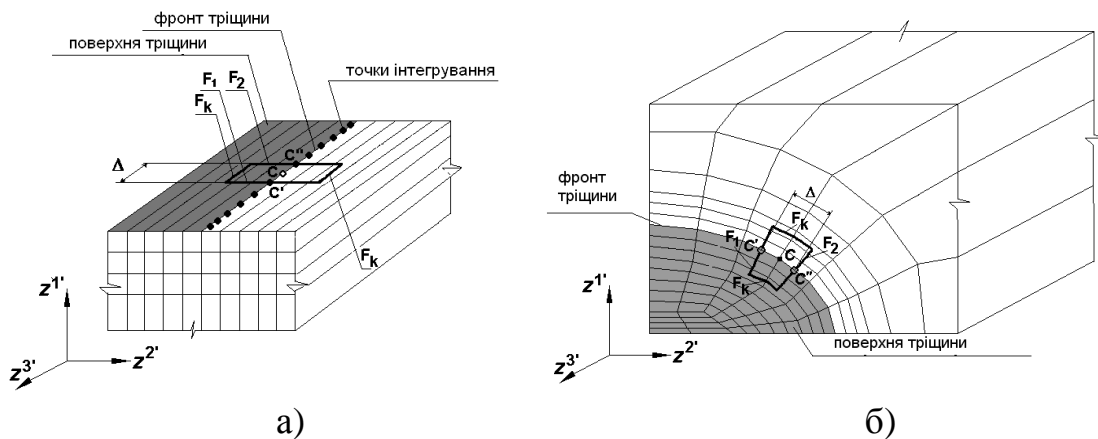 фронт тріщини
поверхня тріщини
точки інтегрування
F₁ F₂
Fₖ
C"
Δ
C
C'
Fₖ
z¹'
z²'
z³'
а)
фронт
тріщини
Δ
Fₖ
F₁
C'
F₂
C
C"
Fₖ
z¹'
z²'
z³'
поверхня тріщини
б)